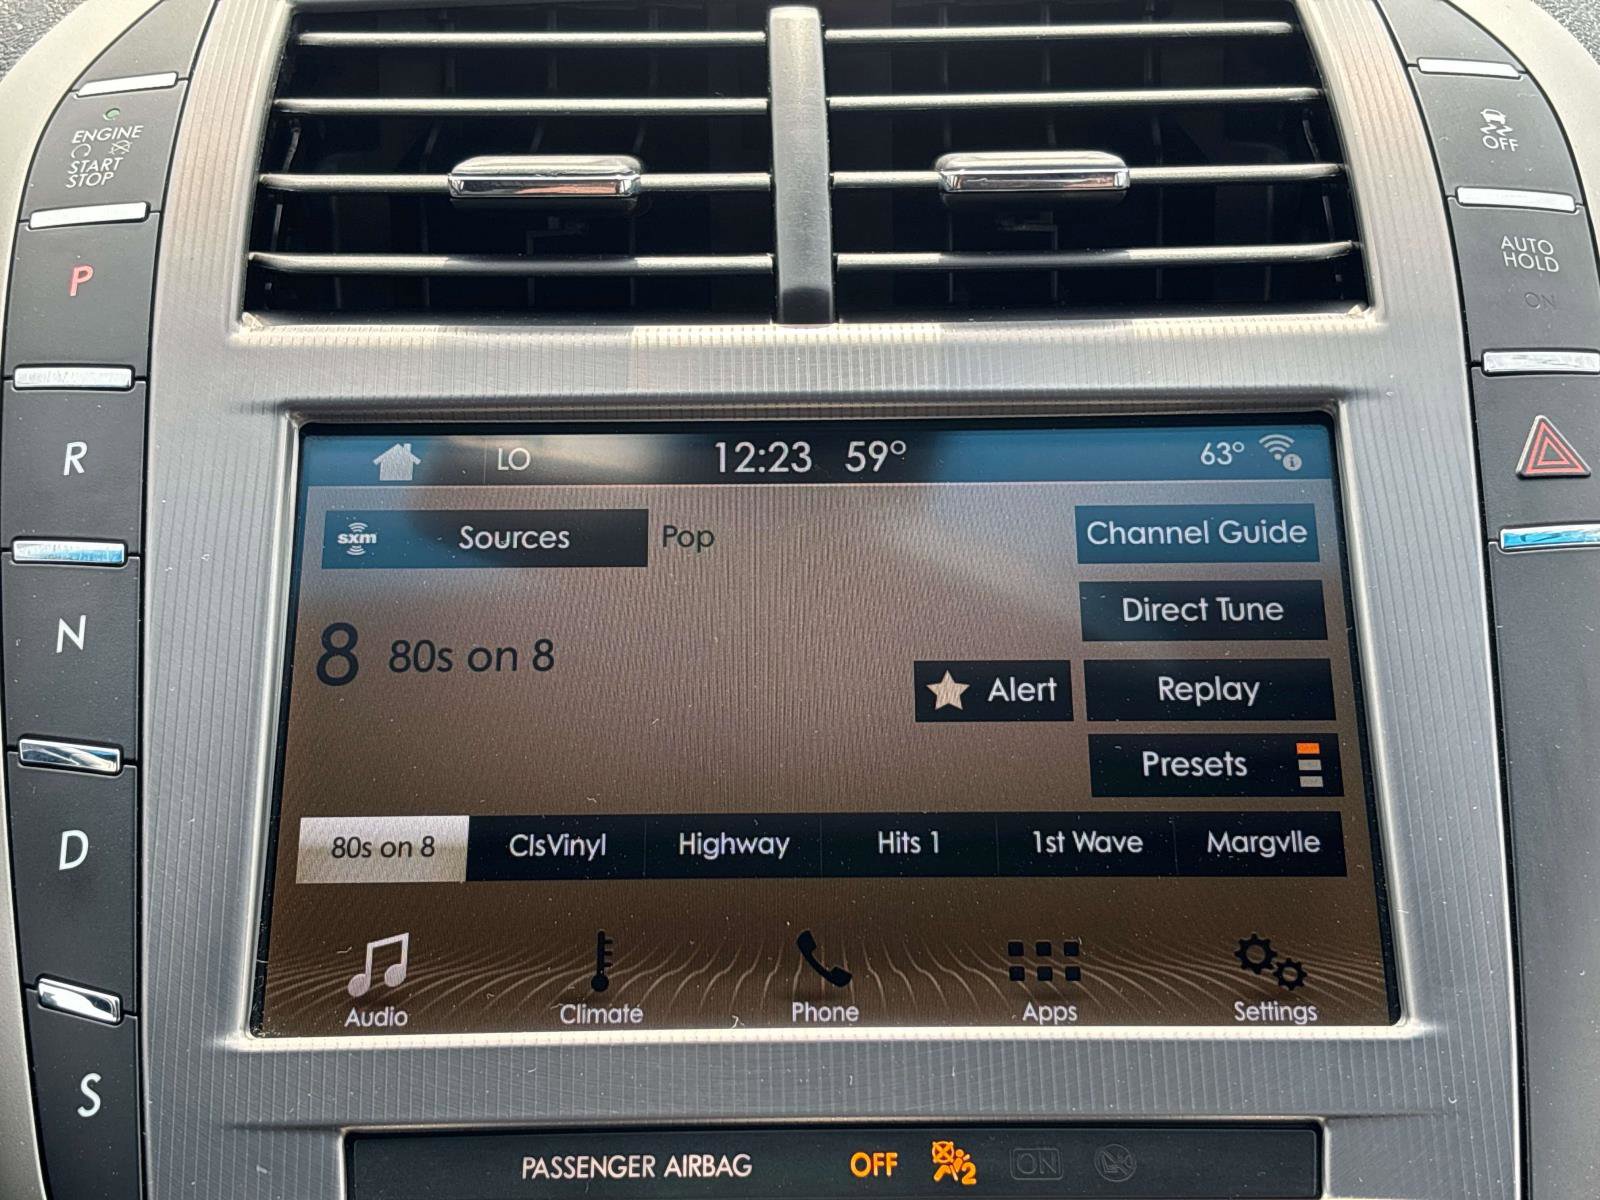 ENGINE
START
STOP
P
R
N
D
S
OFF
AUTO
HOLD
ON
LO
12:23 59°
63°
sxm Sources Pop
Channel Guide
Direct Tune
8 80s on 8
Alert
Replay
Presets
80s on 8 ClsVinyl Highway Hits 1 1st Wave Margvlle
Audio Climate Phone Apps Settings
PASSENGER AIRBAG OFF 2 ON